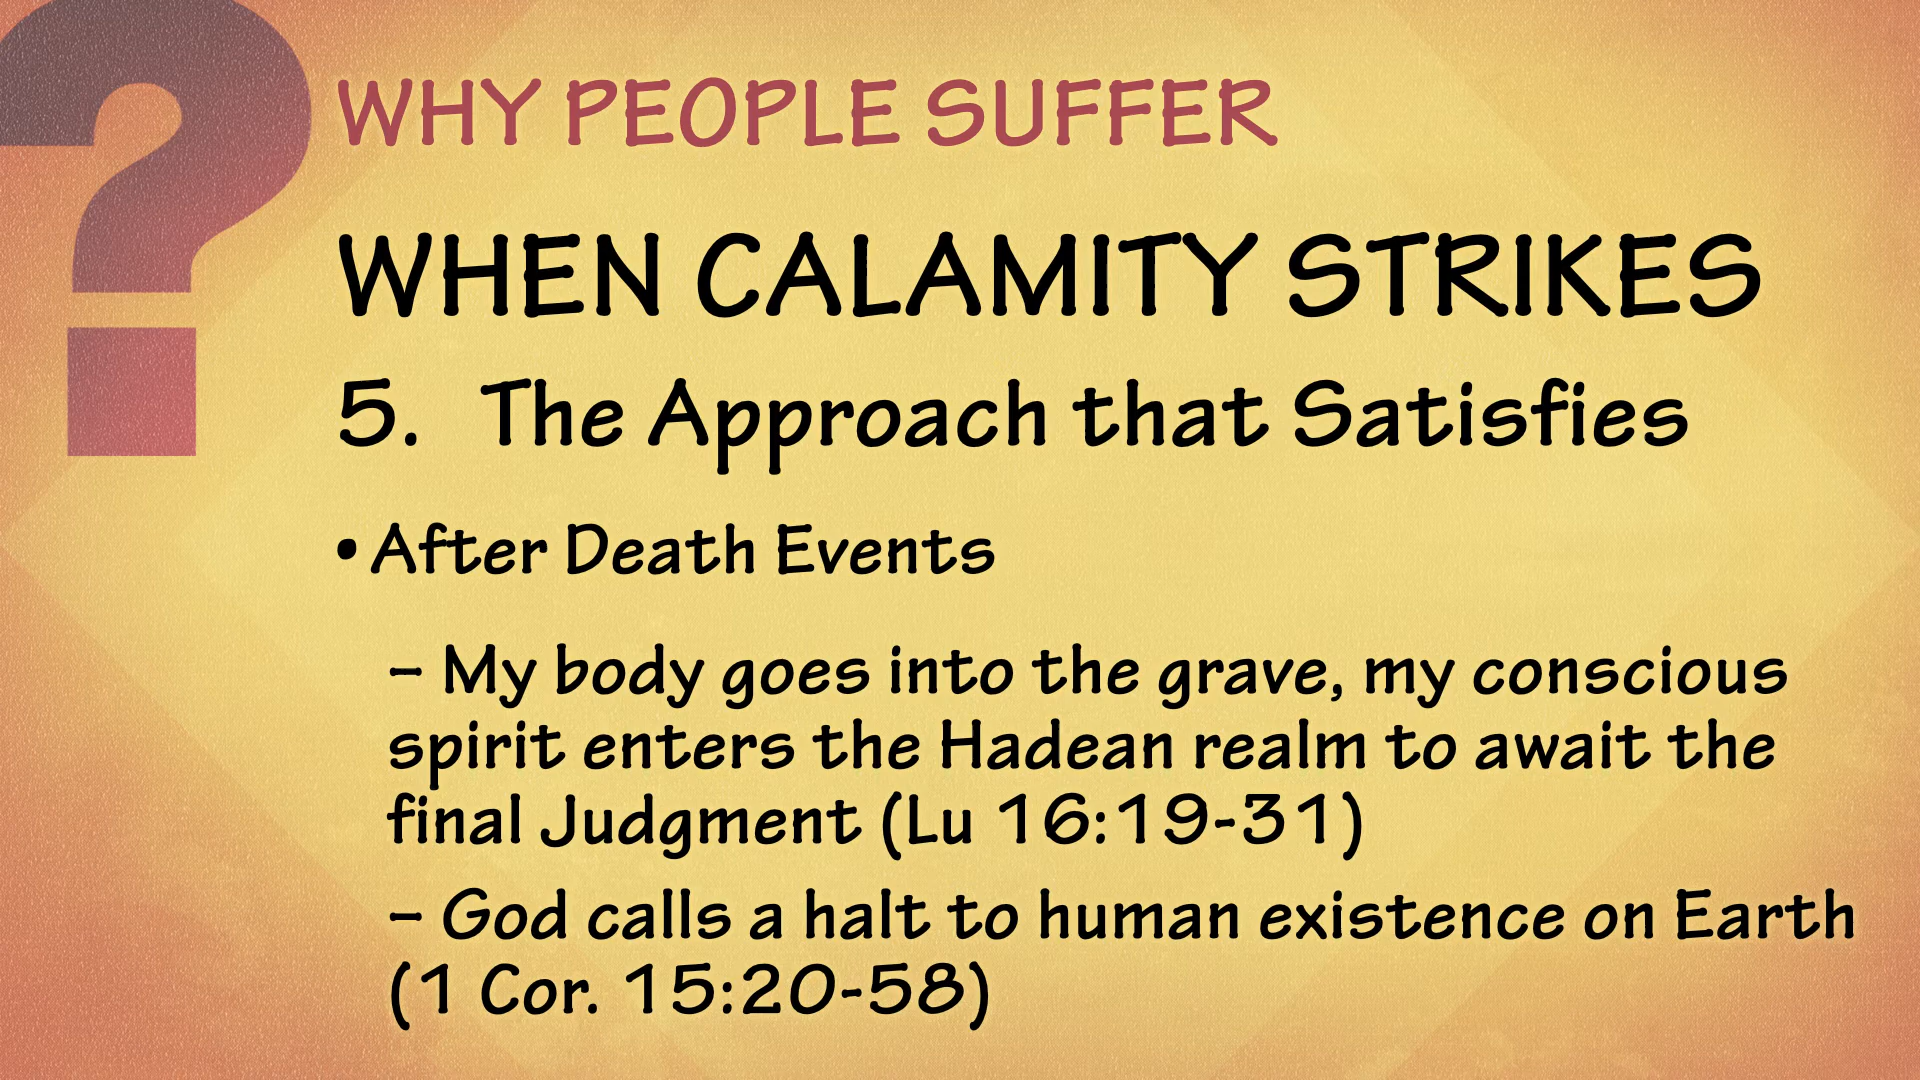 ?
WHY PEOPLE SUFFER
WHEN CALAMITY STRIKES
5. The Approach that Satisfies
• After Death Events
– My body goes into the grave, my conscious
spirit enters the Hadean realm to await the
final Judgment (Lu 16:19-31)
– God calls a halt to human existence on Earth
(1 Cor. 15:20-58)